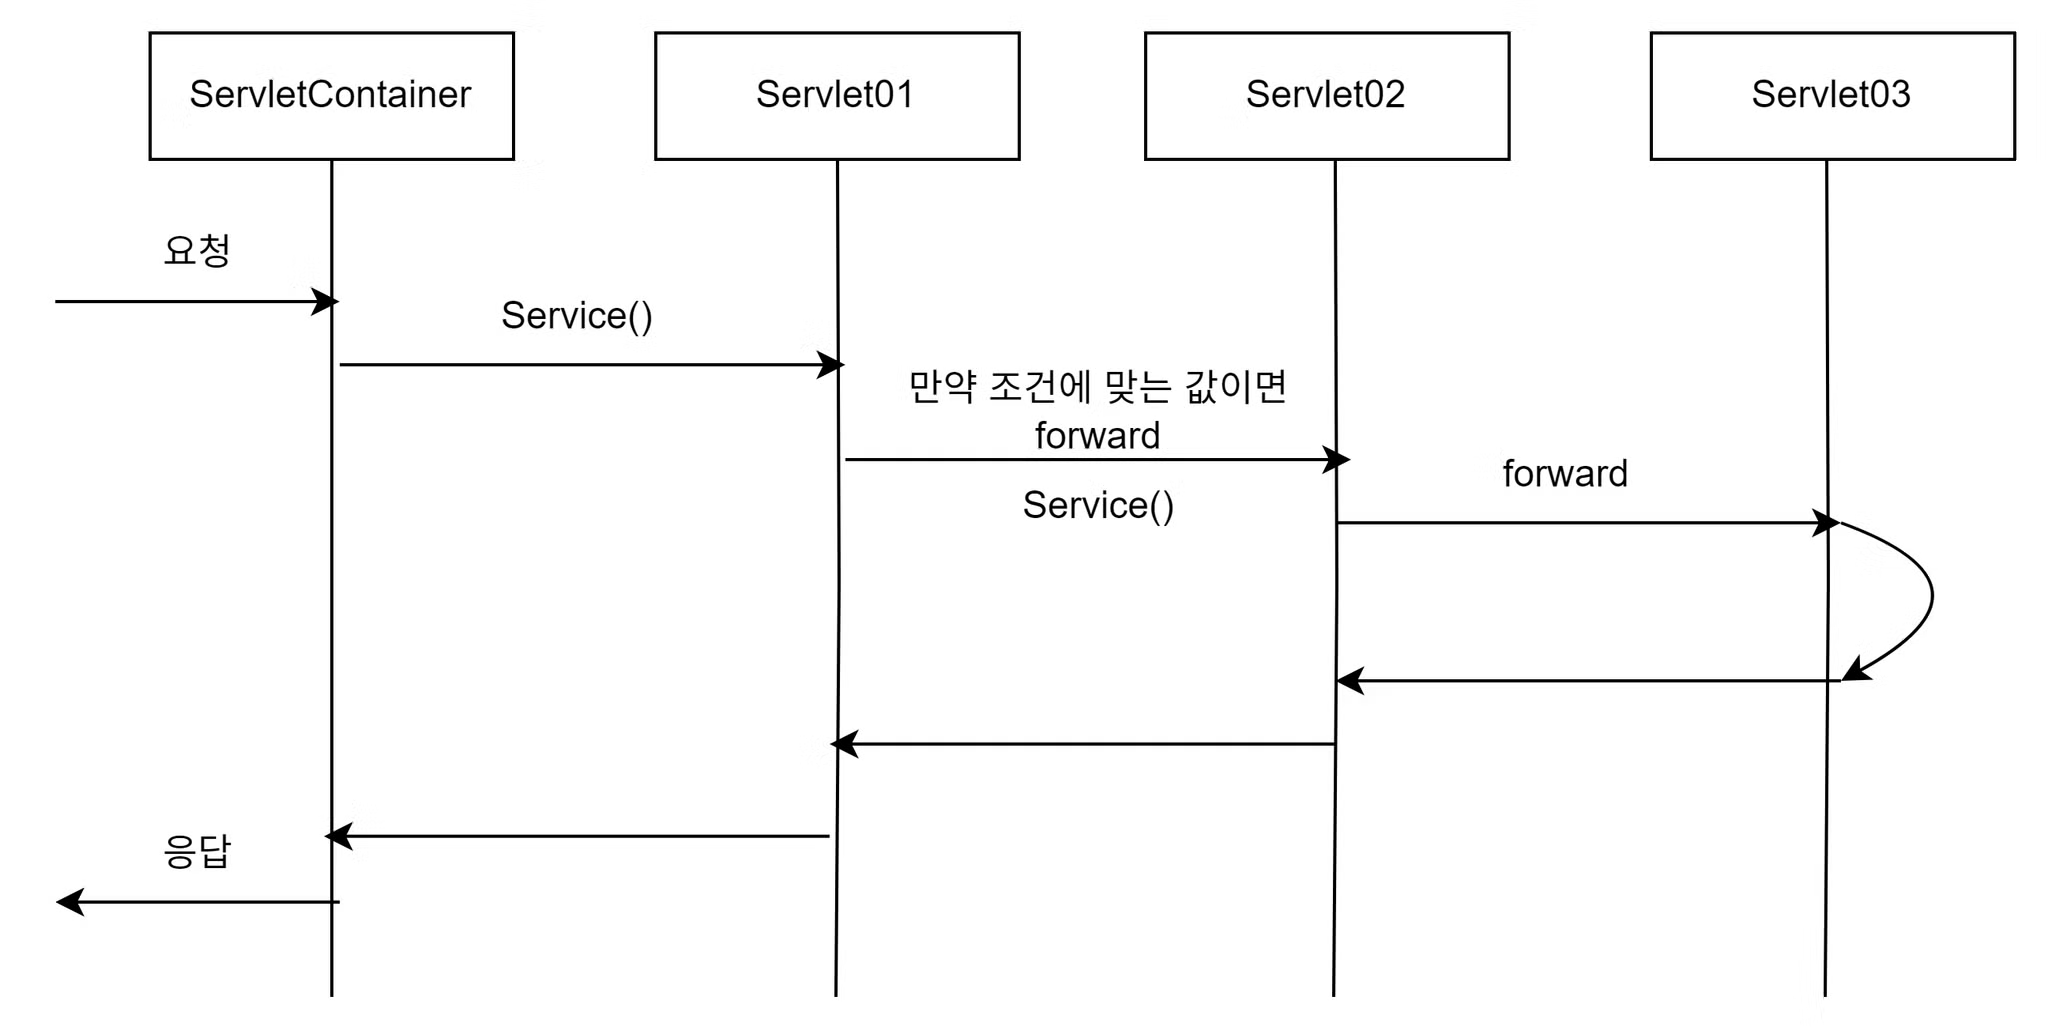 ServletContainer
Servlet01
Servlet02
Servlet03
요청
Service()
만약 조건에 맞는 값이면
forward
Service()
forward
응답